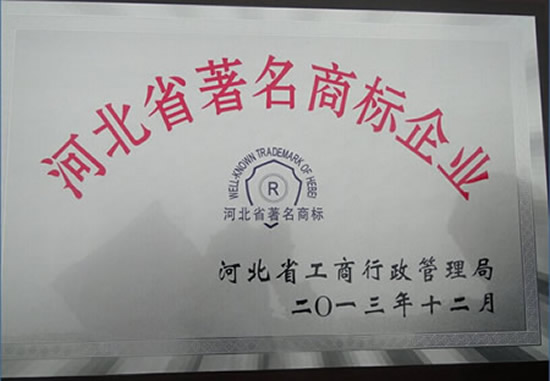 河北省著名商标企业
WELL-KNOWN TRADEMARK OF HEBEI
R
河北省著名商标
河北省工商行政管理局
二〇一三年十二月